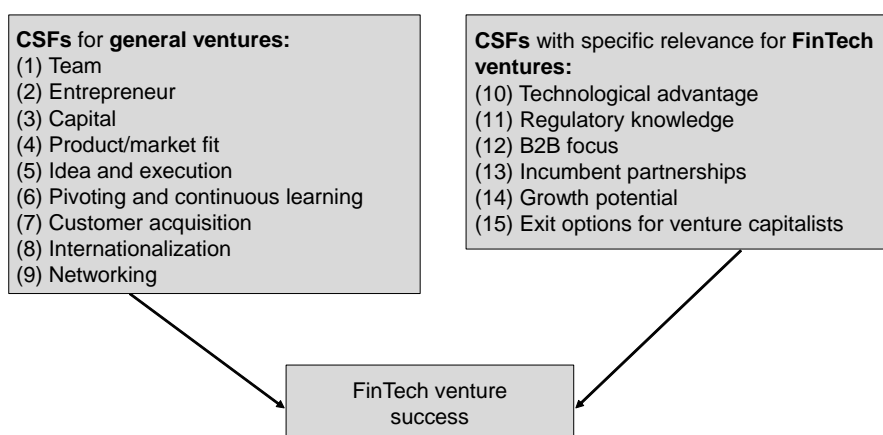 CSFs for general ventures:
(1) Team
(2) Entrepreneur
(3) Capital
(4) Product/market fit
(5) Idea and execution
(6) Pivoting and continuous learning
(7) Customer acquisition
(8) Internationalization
(9) Networking
CSFs with specific relevance for FinTech
ventures:
(10) Technological advantage
(11) Regulatory knowledge
(12) B2B focus
(13) Incumbent partnerships
(14) Growth potential
(15) Exit options for venture capitalists
FinTech venture
success